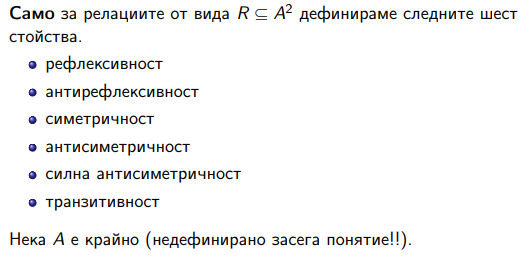 Само за релациите от вида R ⊆ A² дефинираме следните шест
стойства.
рефлексивност
антирефлексивност
симетричност
антисиметричност
силна антисиметричност
транзитивност
Нека A е крайно (недефинирано засега понятие!!).